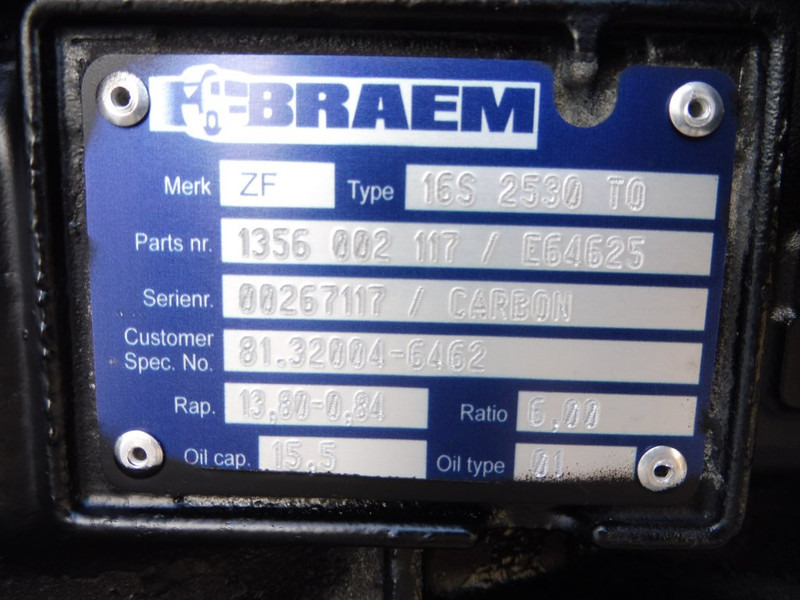 BRAEM
Merk ZF Type 16S 2530 TO
Parts nr. 1356 002 117 / E64625
Serienr. 00267117 / CARBON
Customer
Spec. No. 81.32004-6462
Rap. 13,80-0,84 Ratio 6,00
Oil cap. 15,5 Oil type 01